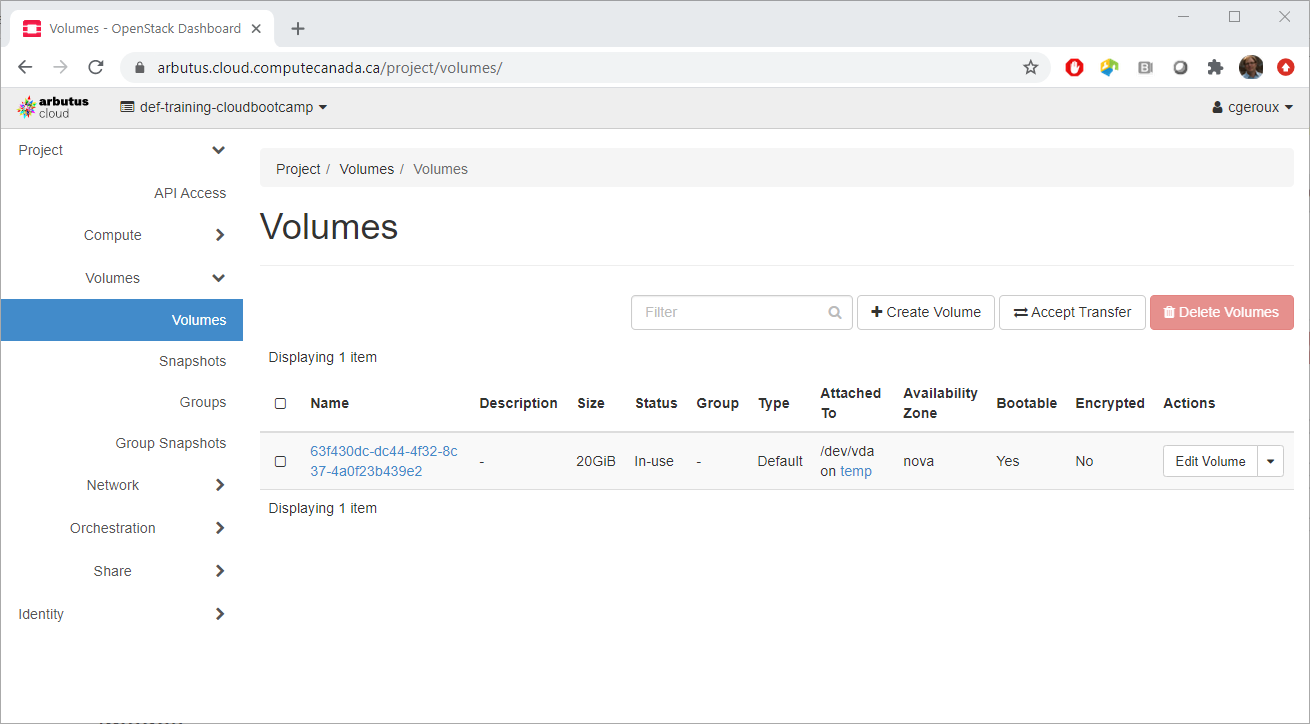 Volumes - OpenStack Dashboard
arbutus.cloud.computecanada.ca/project/volumes/
arbutus
cloud
def-training-cloudbootcamp
cgeroux
Project
API Access
Compute
Volumes
Volumes
Snapshots
Groups
Group Snapshots
Network
Orchestration
Share
Identity
Project / Volumes / Volumes
Volumes
Filter
Create Volume
Accept Transfer
Delete Volumes
Displaying 1 item
Name Description Size Status Group Type Attached To Availability Zone Bootable Encrypted Actions
63f430dc-dc44-4f32-8c
37-4a0f23b439e2
- 20GiB In-use - Default
/dev/vda
on temp
nova Yes No Edit Volume
Displaying 1 item